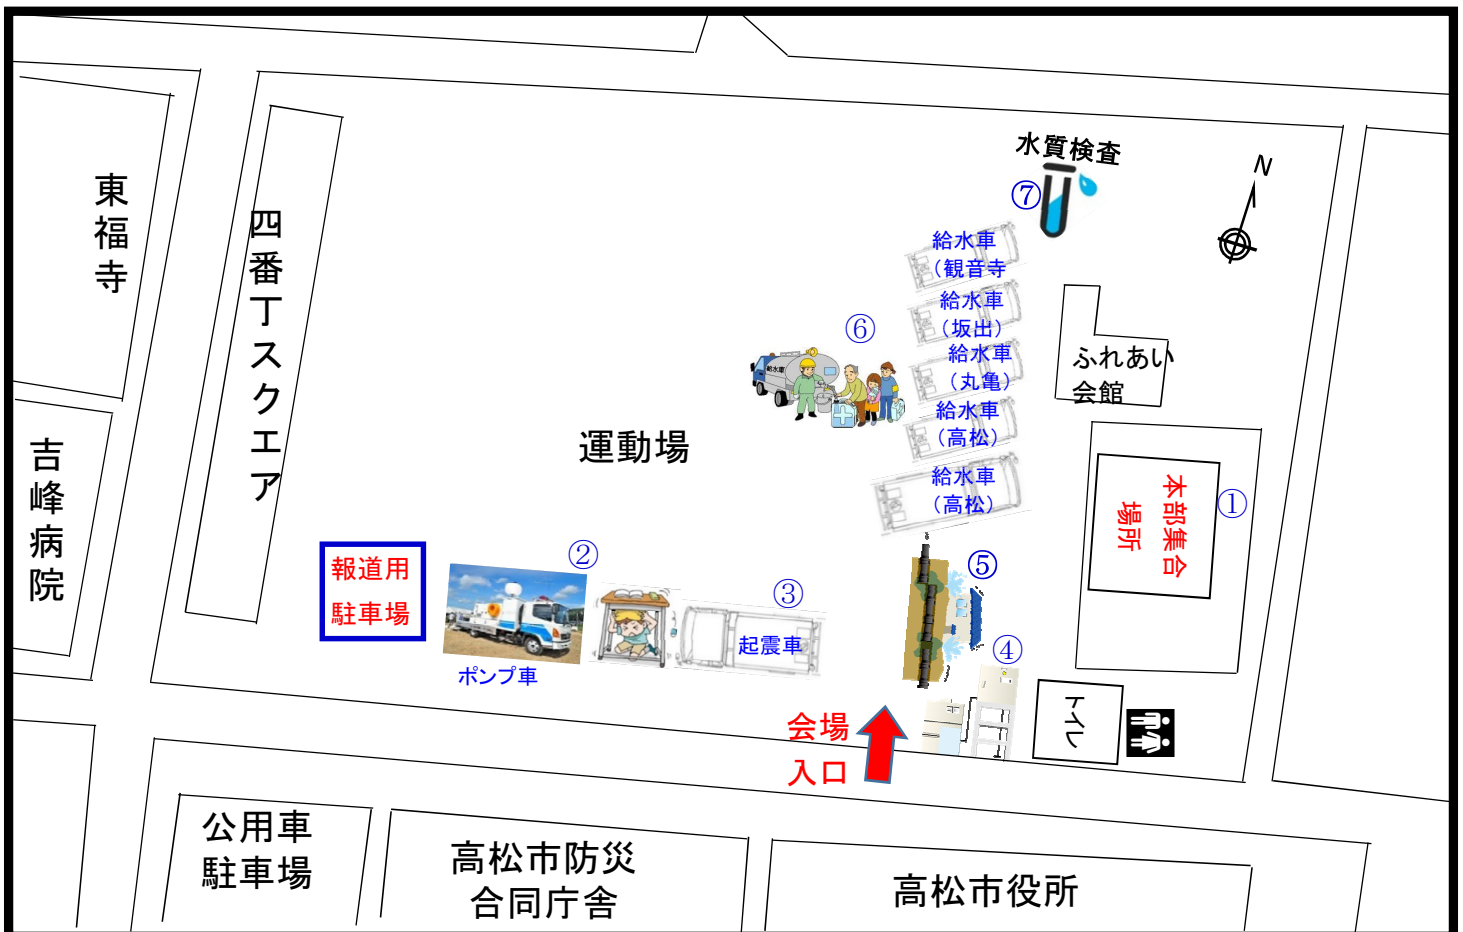 水質検査
⑦
N
給水車
（観音寺
給水車
（坂出）
⑥
給水車
（丸亀）
給水車
給水車
（高松）
給水車
（高松）
ふれあい
会館
東福寺
四番丁スクエア
運動場
吉峰病院
本部集合
場所
①
報道用
駐車場
②
ポンプ車
③
起震車
⑤
④
トイレ
会場
入口
公用車
駐車場
高松市防災
合同庁舎
高松市役所